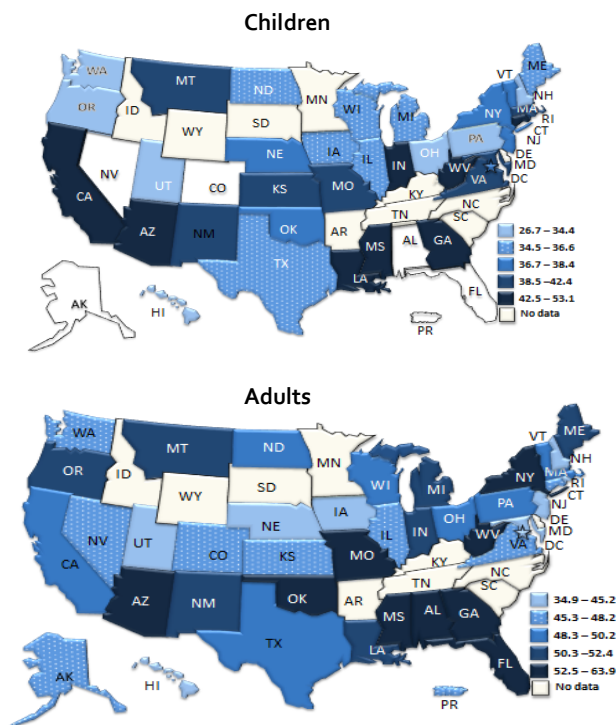 Children
WA
MT
ND
MN
VT
ME
OR
ID
WI
NH
WY
SD
MI
NY
MA
RI
IA
PA
CT
NE
NJ
NV
IL
IN
OH
DE
UT
CO
KS
MO
WV
MD
CA
VA
DC
KY
NC
AZ
NM
OK
TN
AR
SC
TX
MS
AL
GA
LA
AK
HI
FL
PR
26.7 – 34.4
34.5 – 36.6
36.7 – 38.4
38.5 – 42.4
42.5 – 53.1
No data
Adults
WA
MT
ND
MN
VT
ME
OR
ID
WI
NH
WY
SD
MI
NY
MA
RI
CT
IA
PA
NJ
NE
OH
DE
NV
UT
CO
IL
IN
WV
MD
CA
KS
MO
VA
DC
KY
NC
AZ
NM
OK
TN
AR
SC
TX
MS
AL
GA
LA
AK
HI
FL
PR
34.9 – 45.2
45.3 – 48.2
48.3 – 50.2
50.3 – 52.4
52.5 – 63.9
No data